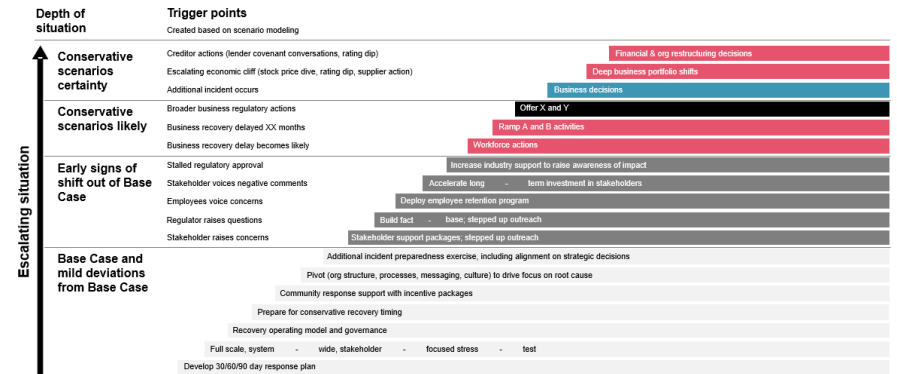 Depth of
situation
Trigger points
Created based on scenario modeling
Escalating situation
Conservative
scenarios
certainty
Creditor actions (lender covenant conversations, rating dip)
Financial & org restructuring decisions
Escalating economic cliff (stock price dive, rating dip, supplier action)
Deep business portfolio shifts
Additional incident occurs
Business decisions
Conservative
scenarios likely
Broader business regulatory actions
Offer X and Y
Business recovery delayed XX months
Ramp A and B activities
Business recovery delay becomes likely
Workforce actions
Early signs of
shift out of Base
Case
Stalled regulatory approval
Increase industry support to raise awareness of impact
Stakeholder voices negative comments
Accelerate long - term investment in stakeholders
Employees voice concerns
Deploy employee retention program
Regulator raises questions
Build fact - base; stepped up outreach
Stakeholder raises concerns
Stakeholder support packages; stepped up outreach
Base Case and
mild deviations
from Base Case
Additional incident preparedness exercise, including alignment on strategic decisions
Pivot (org structure, processes, messaging, culture) to drive focus on root cause
Community response support with incentive packages
Prepare for conservative recovery timing
Recovery operating model and governance
Full scale, system - wide, stakeholder - focused stress - test
Develop 30/60/90 day response plan